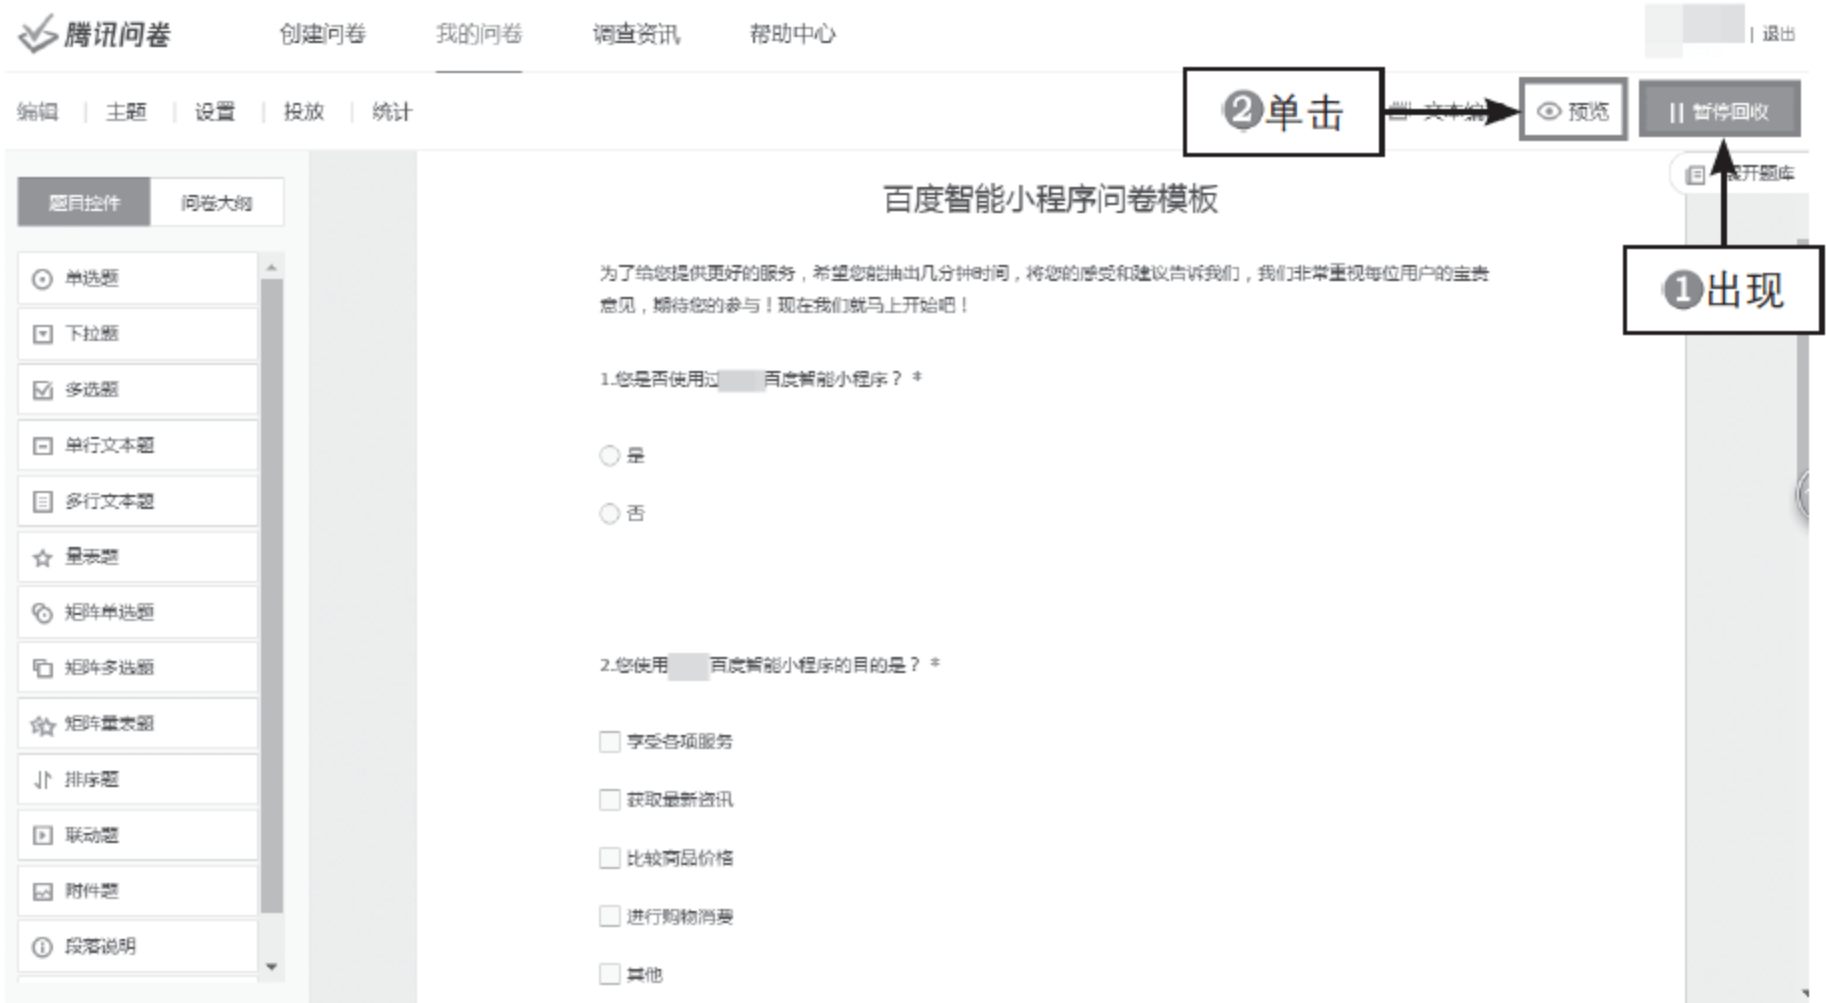 腾讯问卷 创建问卷 我的问卷 调查资讯 帮助中心 | 退出
编辑 | 主题 | 设置 | 投放 | 统计 ❷单击 文本编 预览 暂停回收
题目控件 问卷大纲
开题库
❶出现
单选题
下拉题
多选题
单行文本题
多行文本题
量表题
矩阵单选题
矩阵多选题
矩阵量表题
排序题
联动题
附件题
段落说明
百度智能小程序问卷模板
为了给您提供更好的服务，希望您能抽出几分钟时间，将您的感受和建议告诉我们，我们非常重视每位用户的宝贵
意见，期待您的参与！现在我们就马上开始吧！
1.您是否使用过 百度智能小程序？ *
是
否
2.您使用 百度智能小程序的目的是？ *
享受各项服务
获取最新资讯
比较商品价格
进行购物消费
其他